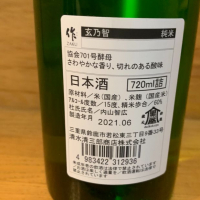 作 玄乃智 純米
ZAKU
協会701号酵母
さわやかな香り、切れのある酸味
日本酒 720ml詰
原材料/米(国産)、米麹(国産米)
アルコール度数/15度、精米歩合/60%
杜氏氏名/内山智広
製造年月 2021.06
三重県鈴鹿市若松東三丁目9番33号
清水清三郎商店株式会社
4 983422 312936